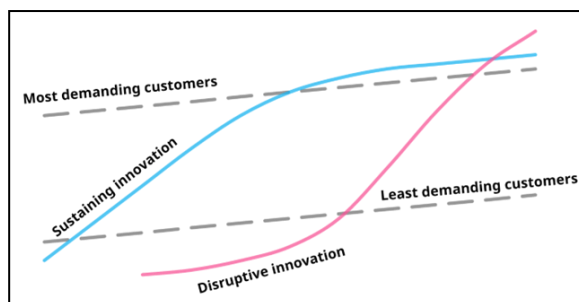 Most demanding customers
Sustaining innovation
Least demanding customers
Disruptive innovation